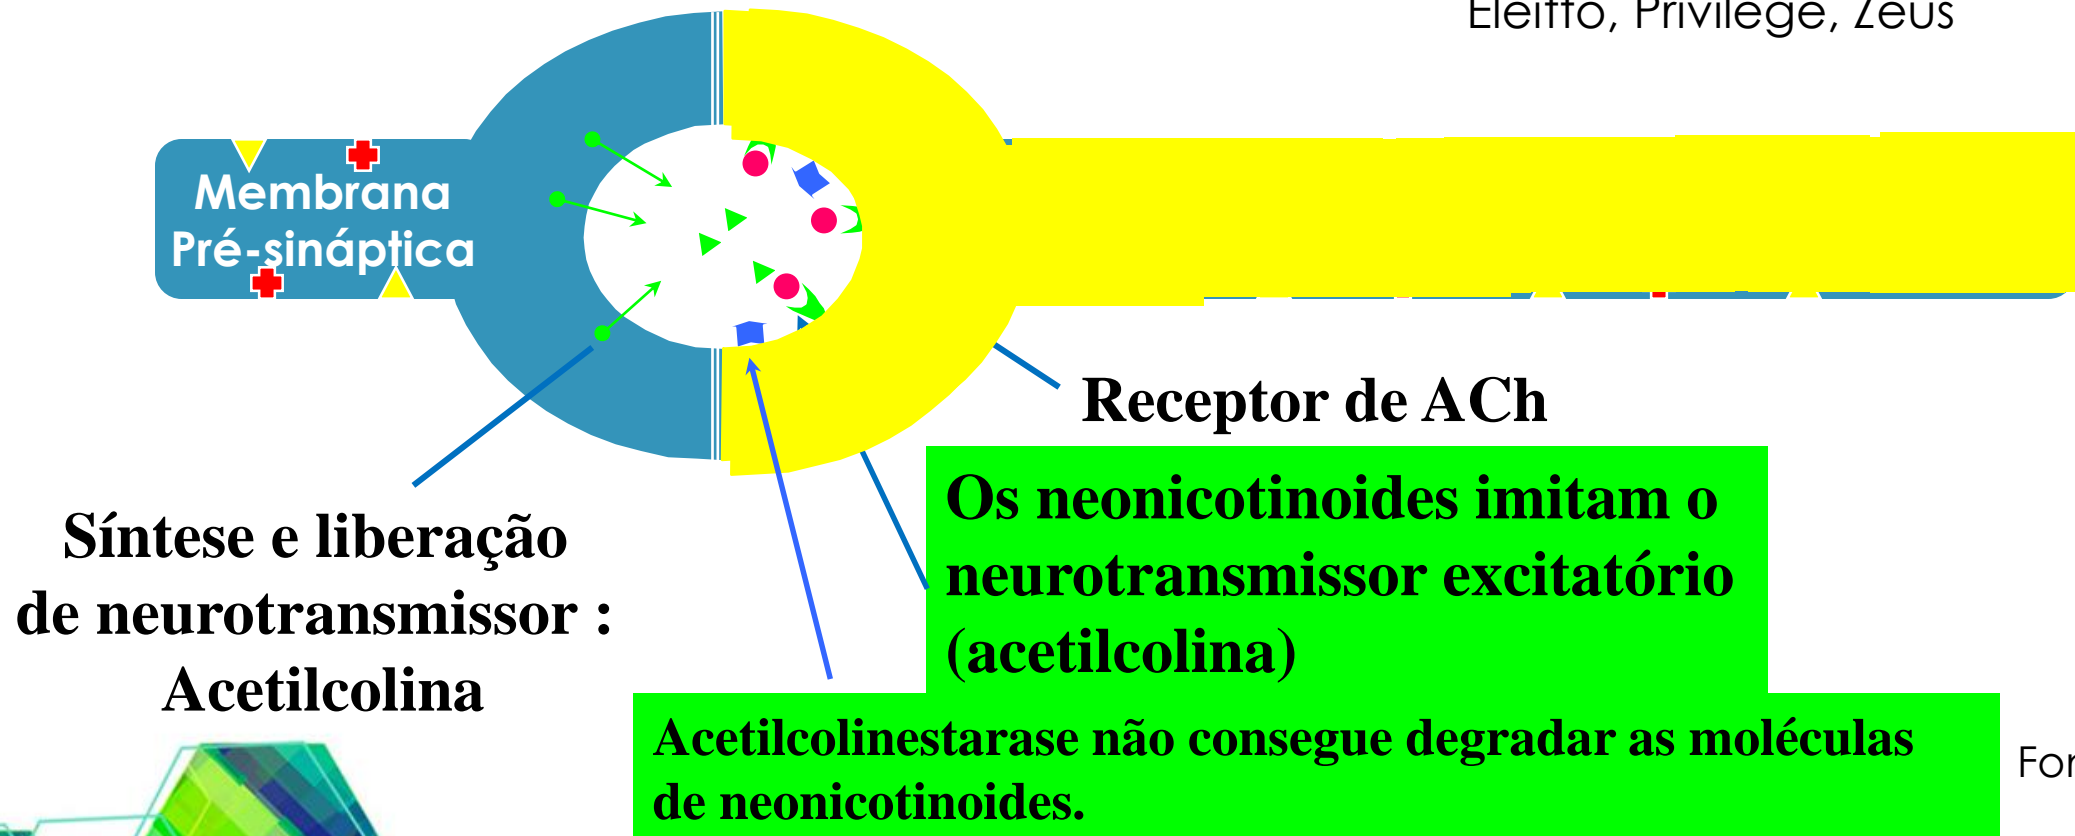 Eleitto, Privilege, Zeus
Membrana
Pré-sináptica
Receptor de ACh
Os neonicotinoides imitam o
neurotransmissor excitatório
(acetilcolina)
Síntese e liberação
de neurotransmissor :
Acetilcolina
Acetilcolinestarase não consegue degradar as moléculas
de neonicotinoides.